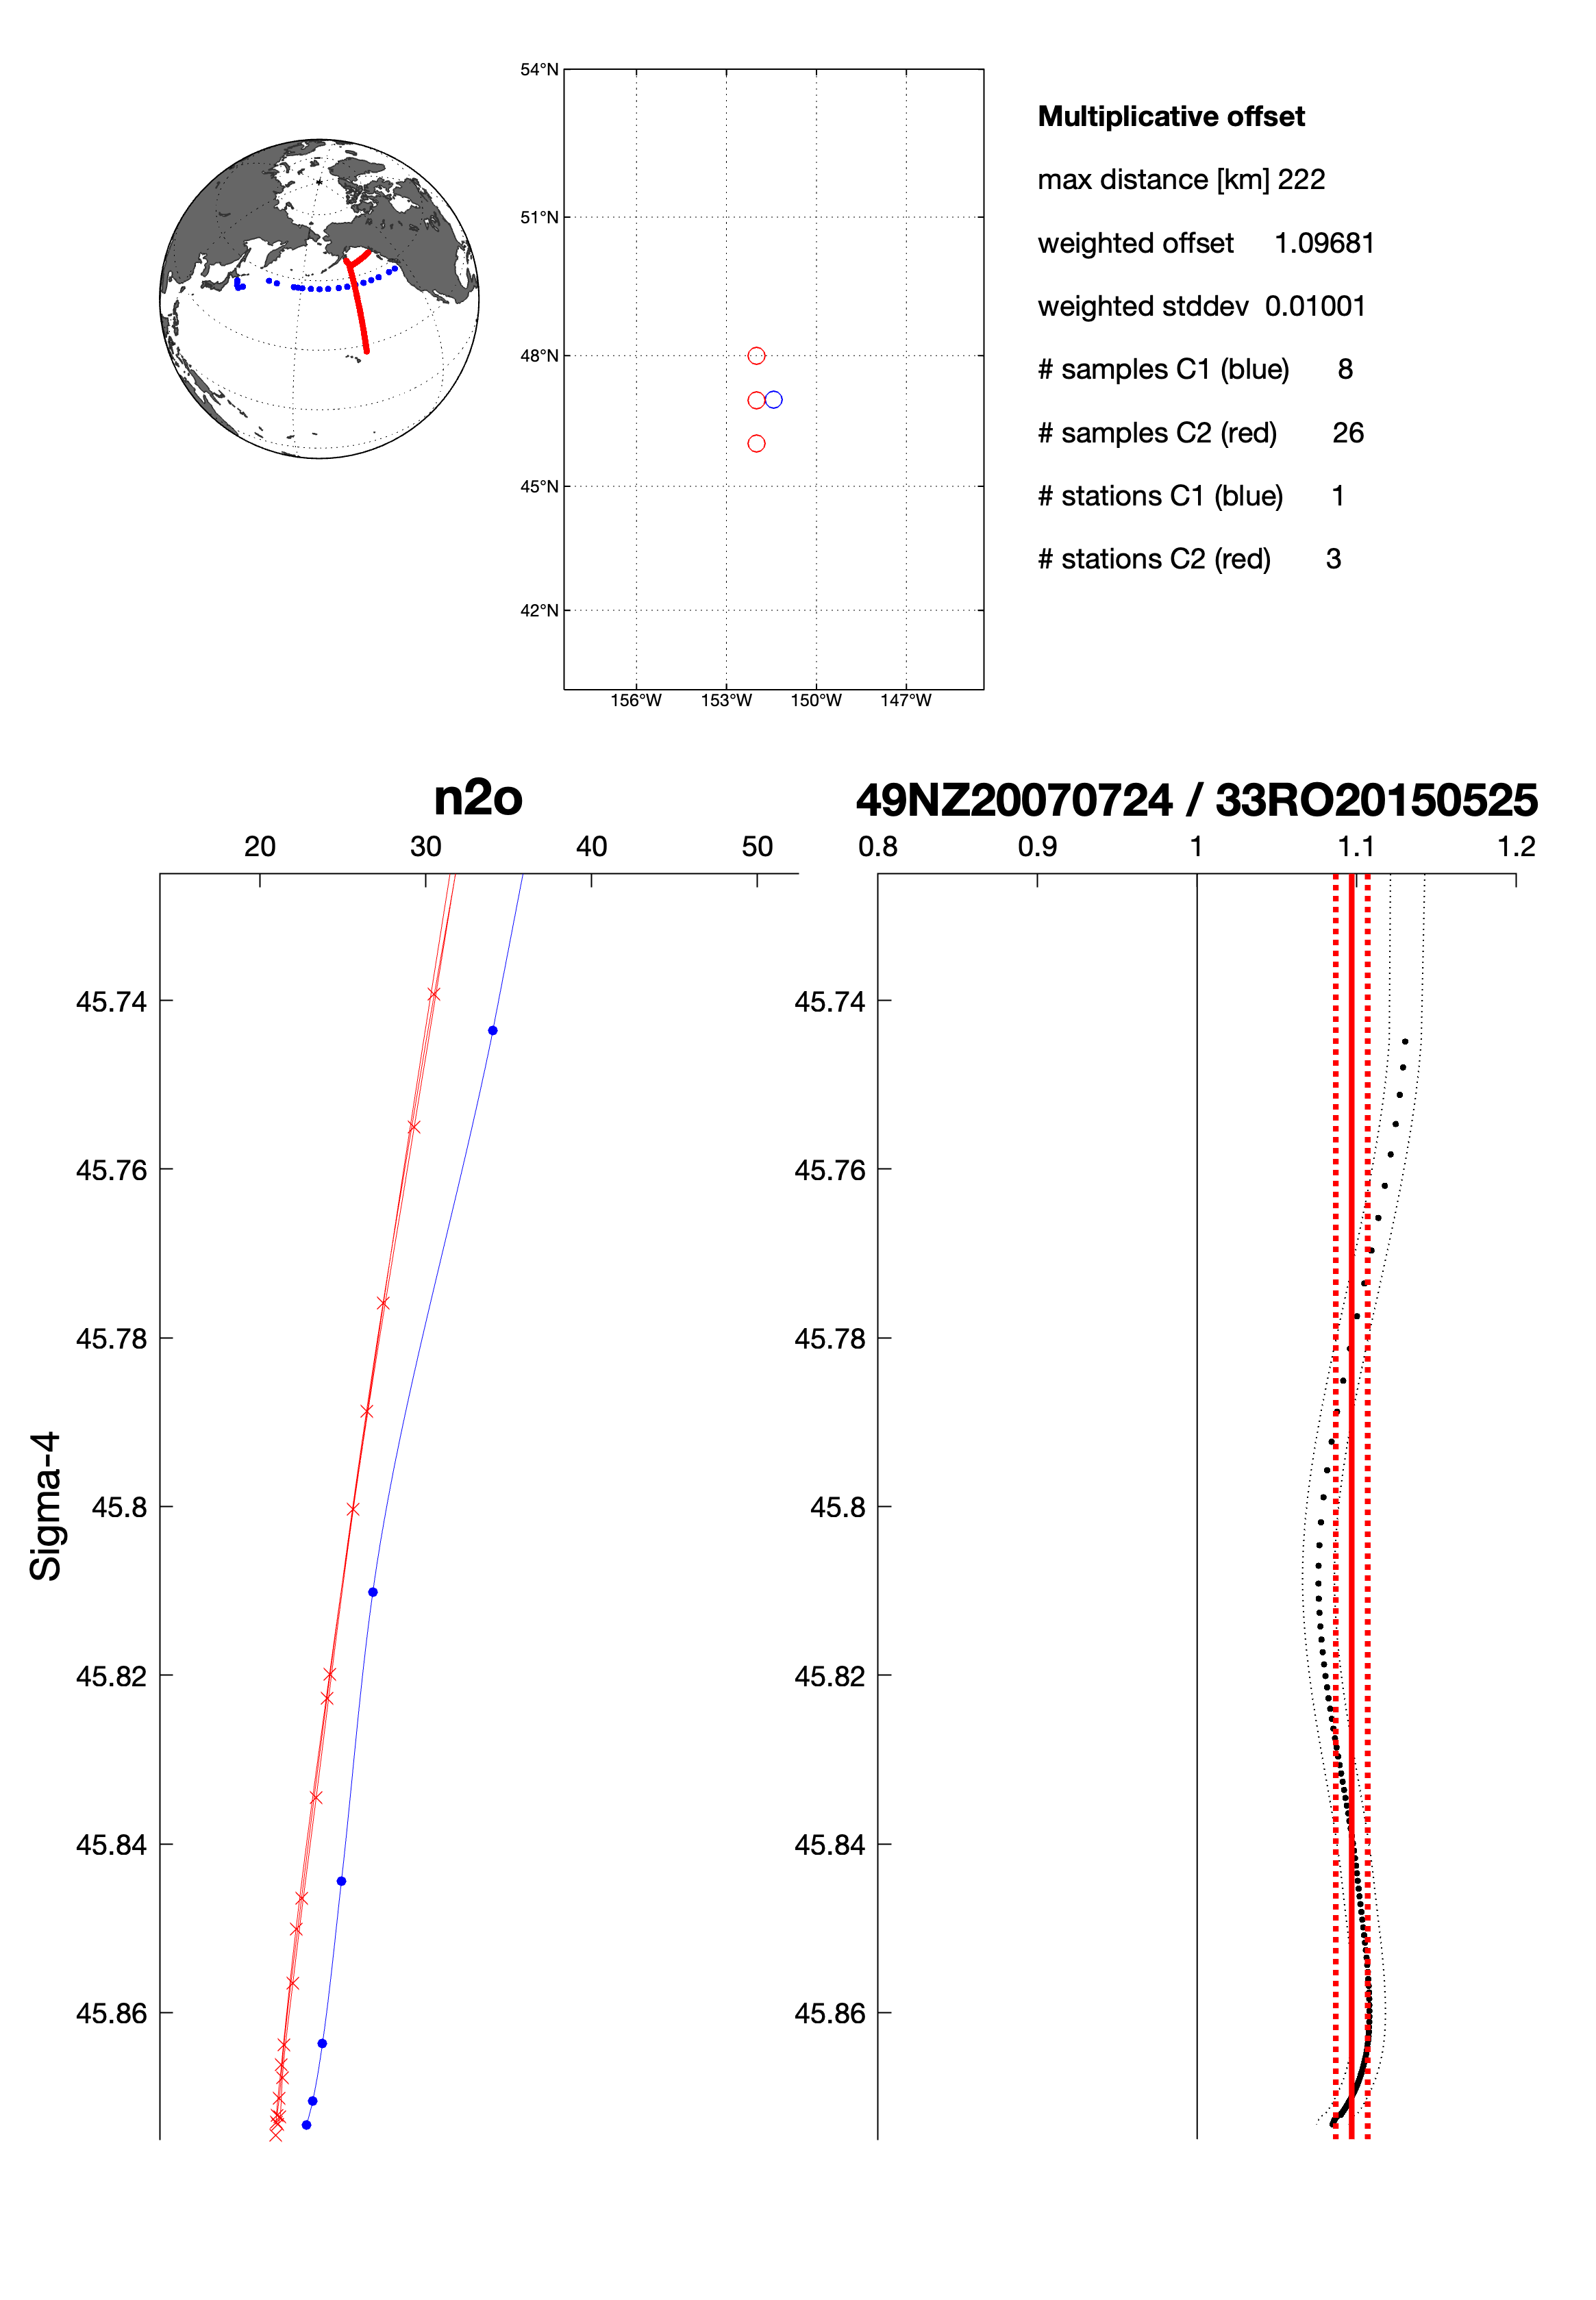 54°N
51°N
48°N
45°N
42°N
156°W 153°W 150°W 147°W
Multiplicative offset
max distance [km] 222
weighted offset 1.09681
weighted stddev 0.01001
# samples C1 (blue) 8
# samples C2 (red) 26
# stations C1 (blue) 1
# stations C2 (red) 3
n2o
20 30 40 50
45.74
45.76
45.78
45.8
45.82
45.84
45.86
Sigma-4
49NZ20070724 / 33RO20150525
0.8 0.9 1 1.1 1.2
45.74
45.76
45.78
45.8
45.82
45.84
45.86